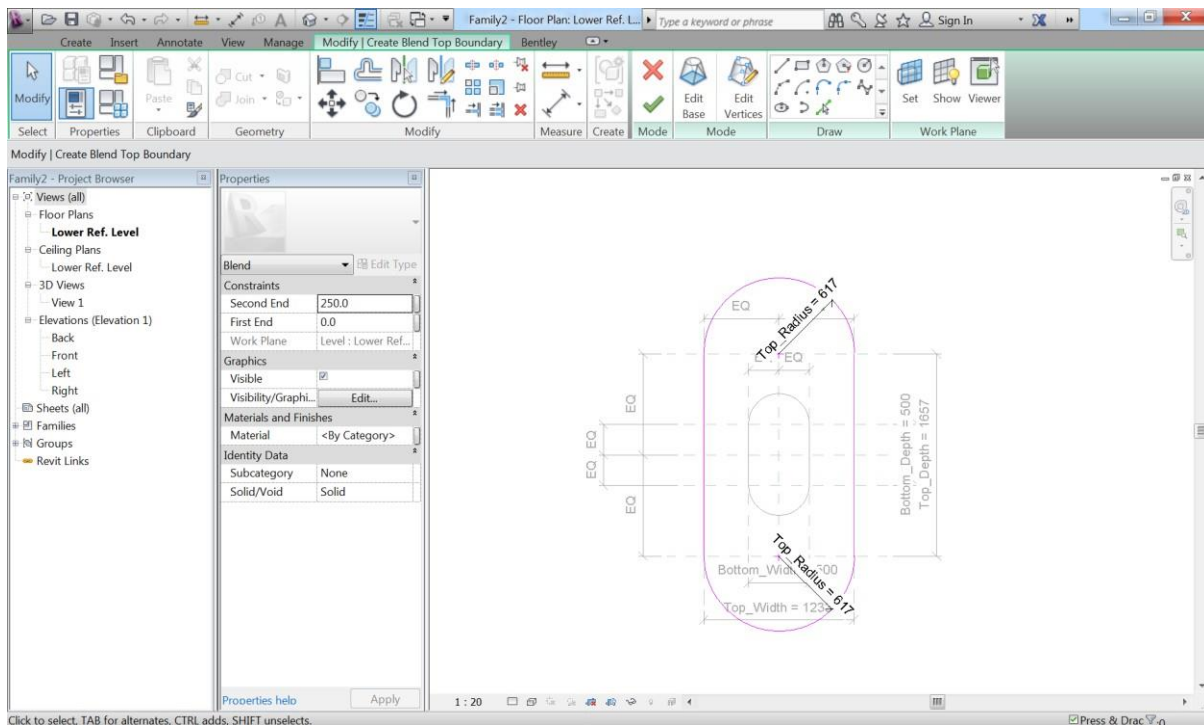 Family2 - Floor Plan: Lower Ref. L...
Type a keyword or phrase
Sign In
Create Insert Annotate View Manage Modify | Create Blend Top Boundary Bentley
Modify
Paste
Cut
Join
Edit Base
Edit Vertices
Set Show Viewer
Select Properties Clipboard Geometry Modify Measure Create Mode Mode Draw Work Plane
Modify | Create Blend Top Boundary
Family2 - Project Browser
Views (all)
Floor Plans
Lower Ref. Level
Ceiling Plans
Lower Ref. Level
3D Views
View 1
Elevations (Elevation 1)
Back
Front
Left
Right
Sheets (all)
Families
Groups
Revit Links
Properties
Blend
Edit Type
Constraints
Second End 250.0
First End 0.0
Work Plane Level : Lower Ref...
Graphics
Visible
Visibility/Graphi... Edit...
Materials and Finishes
Material <By Category>
Identity Data
Subcategory None
Solid/Void Solid
Properties help
Apply
EQ
Top_Radius = 617
EQ
EQ
EQ
EQ
EQ
Bottom_Depth = 500
Top_Depth = 1657
Top_Radius = 617
Top_Width = 123
1 : 20
Click to select, TAB for alternates, CTRL adds, SHIFT unselects.
Press & Drag
:0